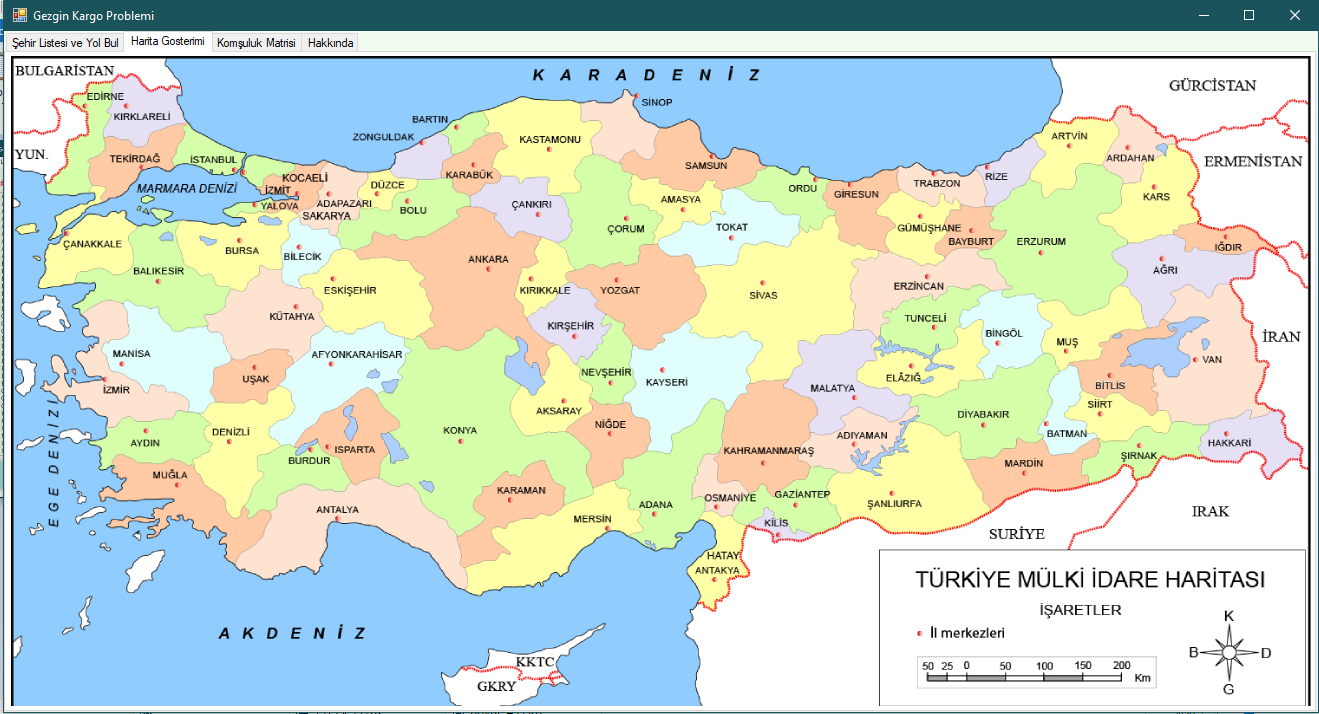 Gezgin Kargo Problemi
Şehir Listesi ve Yol Bul
Harita Gosterimi
Komşuluk Matrisi
Hakkında
BULGARİSTAN
KARADENİZ
GÜRCİSTAN
EDİRNE
KIRKLARELİ
SİNOP
BARTIN
ZONGULDAK
KASTAMONU
ARTVİN
YUN.
TEKİRDAĞ
İSTANBUL
ARDAHAN
ERMENİSTAN
SAMSUN
KARABÜK
KOCAELİ
MARMARA DENİZİ
İZMİT
DÜZCE
ORDU
GİRESUN
TRABZON
RİZE
KARS
YALOVA
ADAPAZARI
SAKARYA
BOLU
ÇANKIRI
AMASYA
ÇORUM
TOKAT
GÜMÜŞHANE
BAYBURT
ERZURUM
IĞDIR
ÇANAKKALE
BURSA
BİLECİK
ANKARA
BALIKESİR
AĞRI
ESKİŞEHİR
KIRIKKALE
YOZGAT
SİVAS
ERZİNCAN
KÜTAHYA
KIRŞEHİR
TUNCELİ
BİNGÖL
MUŞ
İRAN
MANİSA
AFYONKARAHİSAR
VAN
UŞAK
NEVŞEHİR
KAYSERİ
ELÂZIĞ
BİTLİS
İZMİR
MALATYA
SİİRT
AKSARAY
DİYABAKIR
NİĞDE
EGE DENİZİ
AYDIN
DENİZLİ
KONYA
ADIYAMAN
BATMAN
HAKKARİ
ISPARTA
BURDUR
KAHRAMANMARAŞ
ŞIRNAK
MARDİN
MUĞLA
KARAMAN
OSMANİYE
GAZİANTEP
ANTALYA
ADANA
ŞANLIURFA
MERSİN
KİLİS
IRAK
SURİYE
HATAY
ANTAKYA
AKDENİZ
KKTC
GKRY
TÜRKİYE MÜLKİ İDARE HARİTASI
İŞARETLER
İl merkezleri
50 25 0 50 100 150 200
Km
K
B D
G